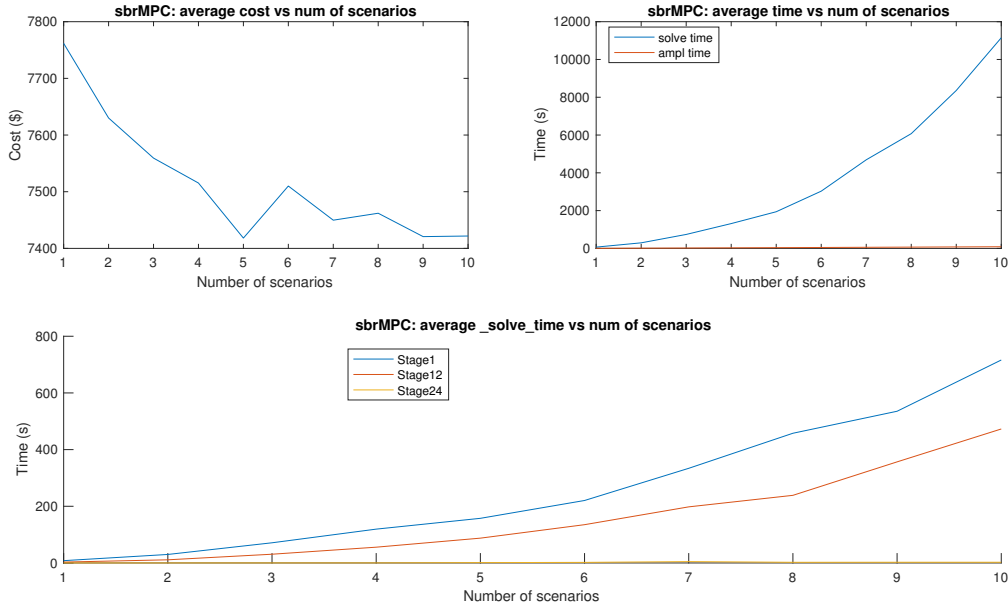 sbrMPC: average cost vs num of scenarios
7800
7700
7600
7500
7400
Cost ($)
1 2 3 4 5 6 7 8 9 10
Number of scenarios
sbrMPC: average time vs num of scenarios
12000
10000
8000
6000
4000
2000
0
Time (s)
solve time
ampl time
1 2 3 4 5 6 7 8 9 10
Number of scenarios
sbrMPC: average _solve_time vs num of scenarios
800
600
400
200
0
Time (s)
Stage1
Stage12
Stage24
1 2 3 4 5 6 7 8 9 10
Number of scenarios